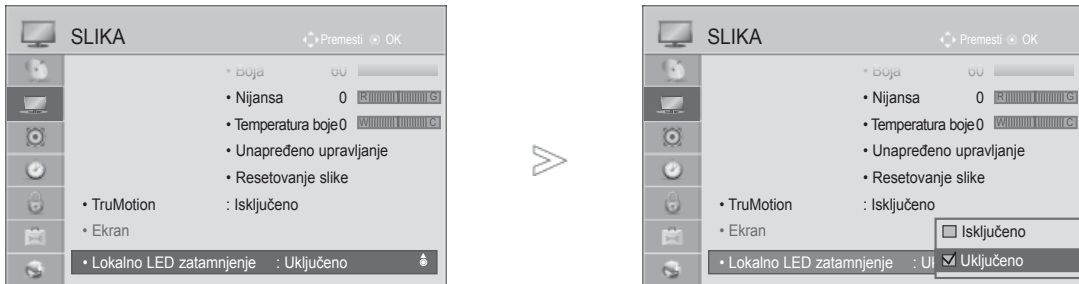 SLIKA Premesti OK
• Boja 60
• Nijansa 0 R G
• Temperatura boje 0 W C
• Unapređeno upravljanje
• Resetovanje slike
• TruMotion : Isključeno
• Ekran
• Lokalno LED zatamnjenje : Uključeno
SLIKA Premesti OK
• Boja 60
• Nijansa 0 R G
• Temperatura boje 0 W C
• Unapređeno upravljanje
• Resetovanje slike
• TruMotion : Isključeno
• Ekran
Isključeno
• Lokalno LED zatamnjenje : Uk
Uključeno